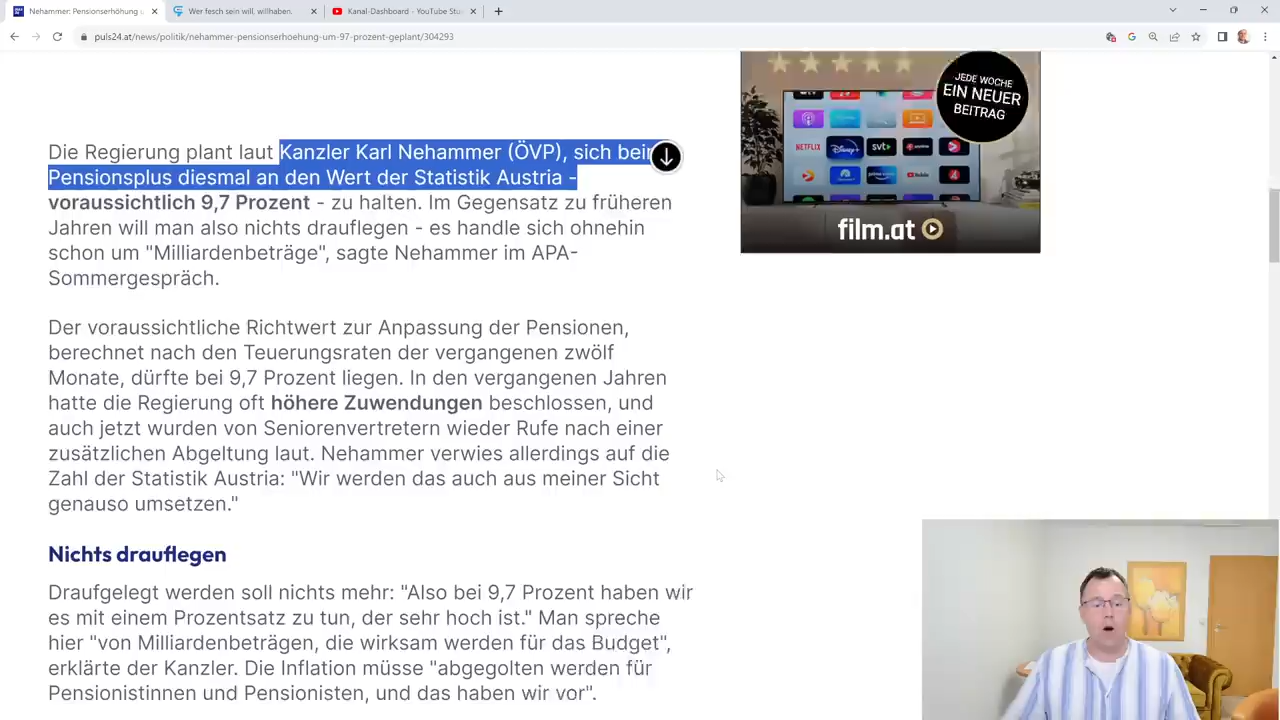 Nehammer: Pensionserhöhung u
Wer fesch sein will, willhaben.
Kanal-Dashboard - YouTube Stu
puls24.at/news/politik/nehammer-pensionserhoehung-um-97-prozent-geplant/304293
Die Regierung plant laut Kanzler Karl Nehammer (ÖVP), sich beim
Pensionsplus diesmal an den Wert der Statistik Austria -
voraussichtlich 9,7 Prozent - zu halten. Im Gegensatz zu früheren
Jahren will man also nichts drauflegen - es handle sich ohnehin
schon um "Milliardenbeträge", sagte Nehammer im APA-
Sommergespräch.
Der voraussichtliche Richtwert zur Anpassung der Pensionen,
berechnet nach den Teuerungsraten der vergangenen zwölf
Monate, dürfte bei 9,7 Prozent liegen. In den vergangenen Jahren
hatte die Regierung oft höhere Zuwendungen beschlossen, und
auch jetzt wurden von Seniorenvertretern wieder Rufe nach einer
zusätzlichen Abgeltung laut. Nehammer verwies allerdings auf die
Zahl der Statistik Austria: "Wir werden das auch aus meiner Sicht
genauso umsetzen."
Nichts drauflegen
Draufgelegt werden soll nichts mehr: "Also bei 9,7 Prozent haben wir
es mit einem Prozentsatz zu tun, der sehr hoch ist." Man spreche
hier "von Milliardenbeträgen, die wirksam werden für das Budget",
erklärte der Kanzler. Die Inflation müsse "abgegolten werden für
Pensionistinnen und Pensionisten, und das haben wir vor".
JEDE WOCHE
EIN NEUER
BEITRAG
NETFLIX
Disney+
svt
film.at